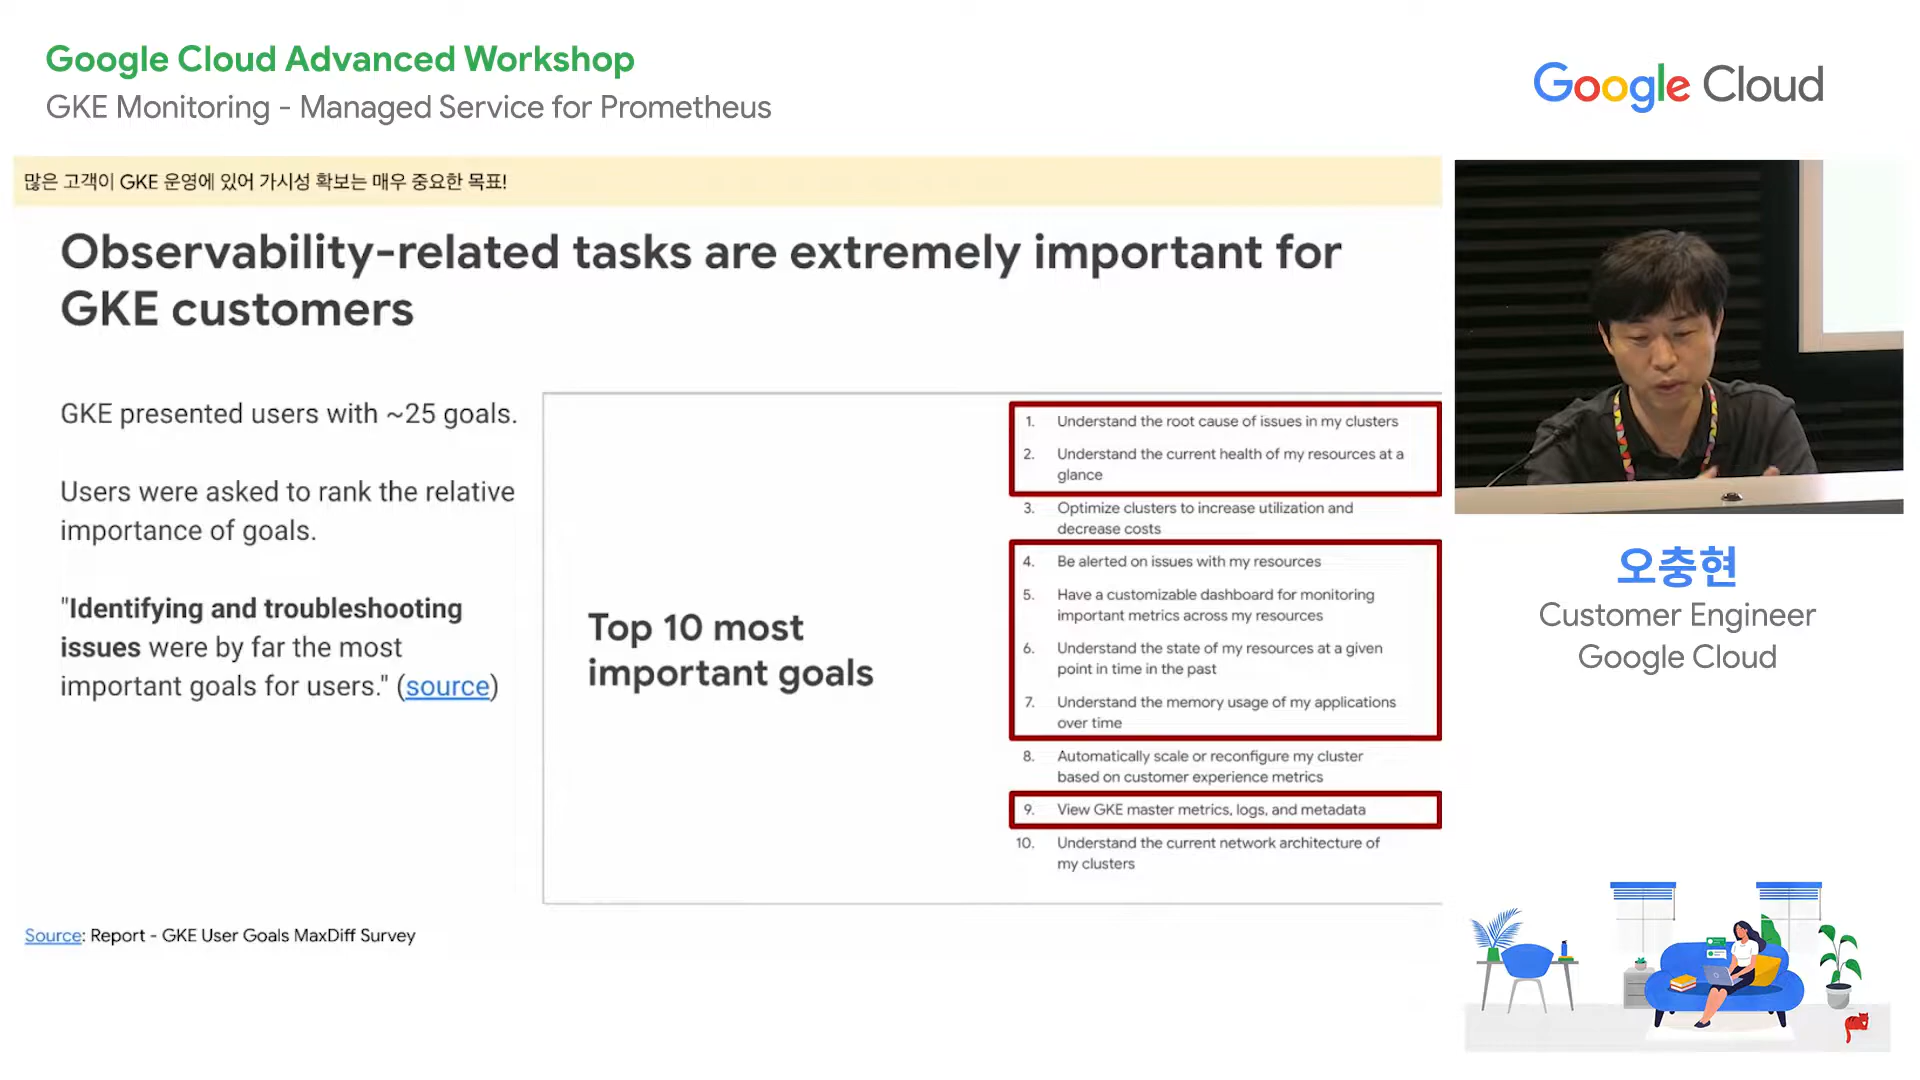 Google Cloud Advanced Workshop
GKE Monitoring - Managed Service for Prometheus
Google Cloud
많은 고객이 GKE 운영에 있어 가시성 확보는 매우 중요한 목표!
Observability-related tasks are extremely important for
GKE customers
GKE presented users with ~25 goals.
Users were asked to rank the relative
importance of goals.
"Identifying and troubleshooting
issues were by far the most
important goals for users." (source)
Top 10 most
important goals
1. Understand the root cause of issues in my clusters
2. Understand the current health of my resources at a
glance
3. Optimize clusters to increase utilization and
decrease costs
4. Be alerted on issues with my resources
5. Have a customizable dashboard for monitoring
important metrics across my resources
6. Understand the state of my resources at a given
point in time in the past
7. Understand the memory usage of my applications
over time
8. Automatically scale or reconfigure my cluster
based on customer experience metrics
9. View GKE master metrics, logs, and metadata
10. Understand the current network architecture of
my clusters
Source: Report - GKE User Goals MaxDiff Survey
오충현
Customer Engineer
Google Cloud